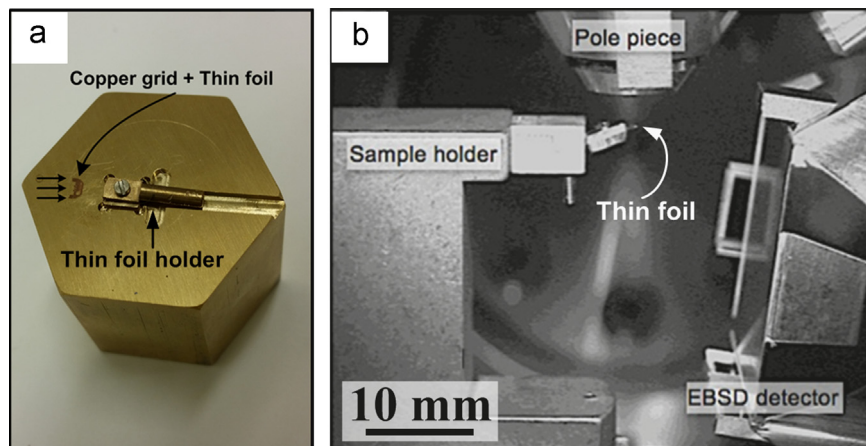 a
Copper grid + Thin foil
Thin foil holder
b
Pole piece
Sample holder
Thin foil
EBSD detector
10 mm